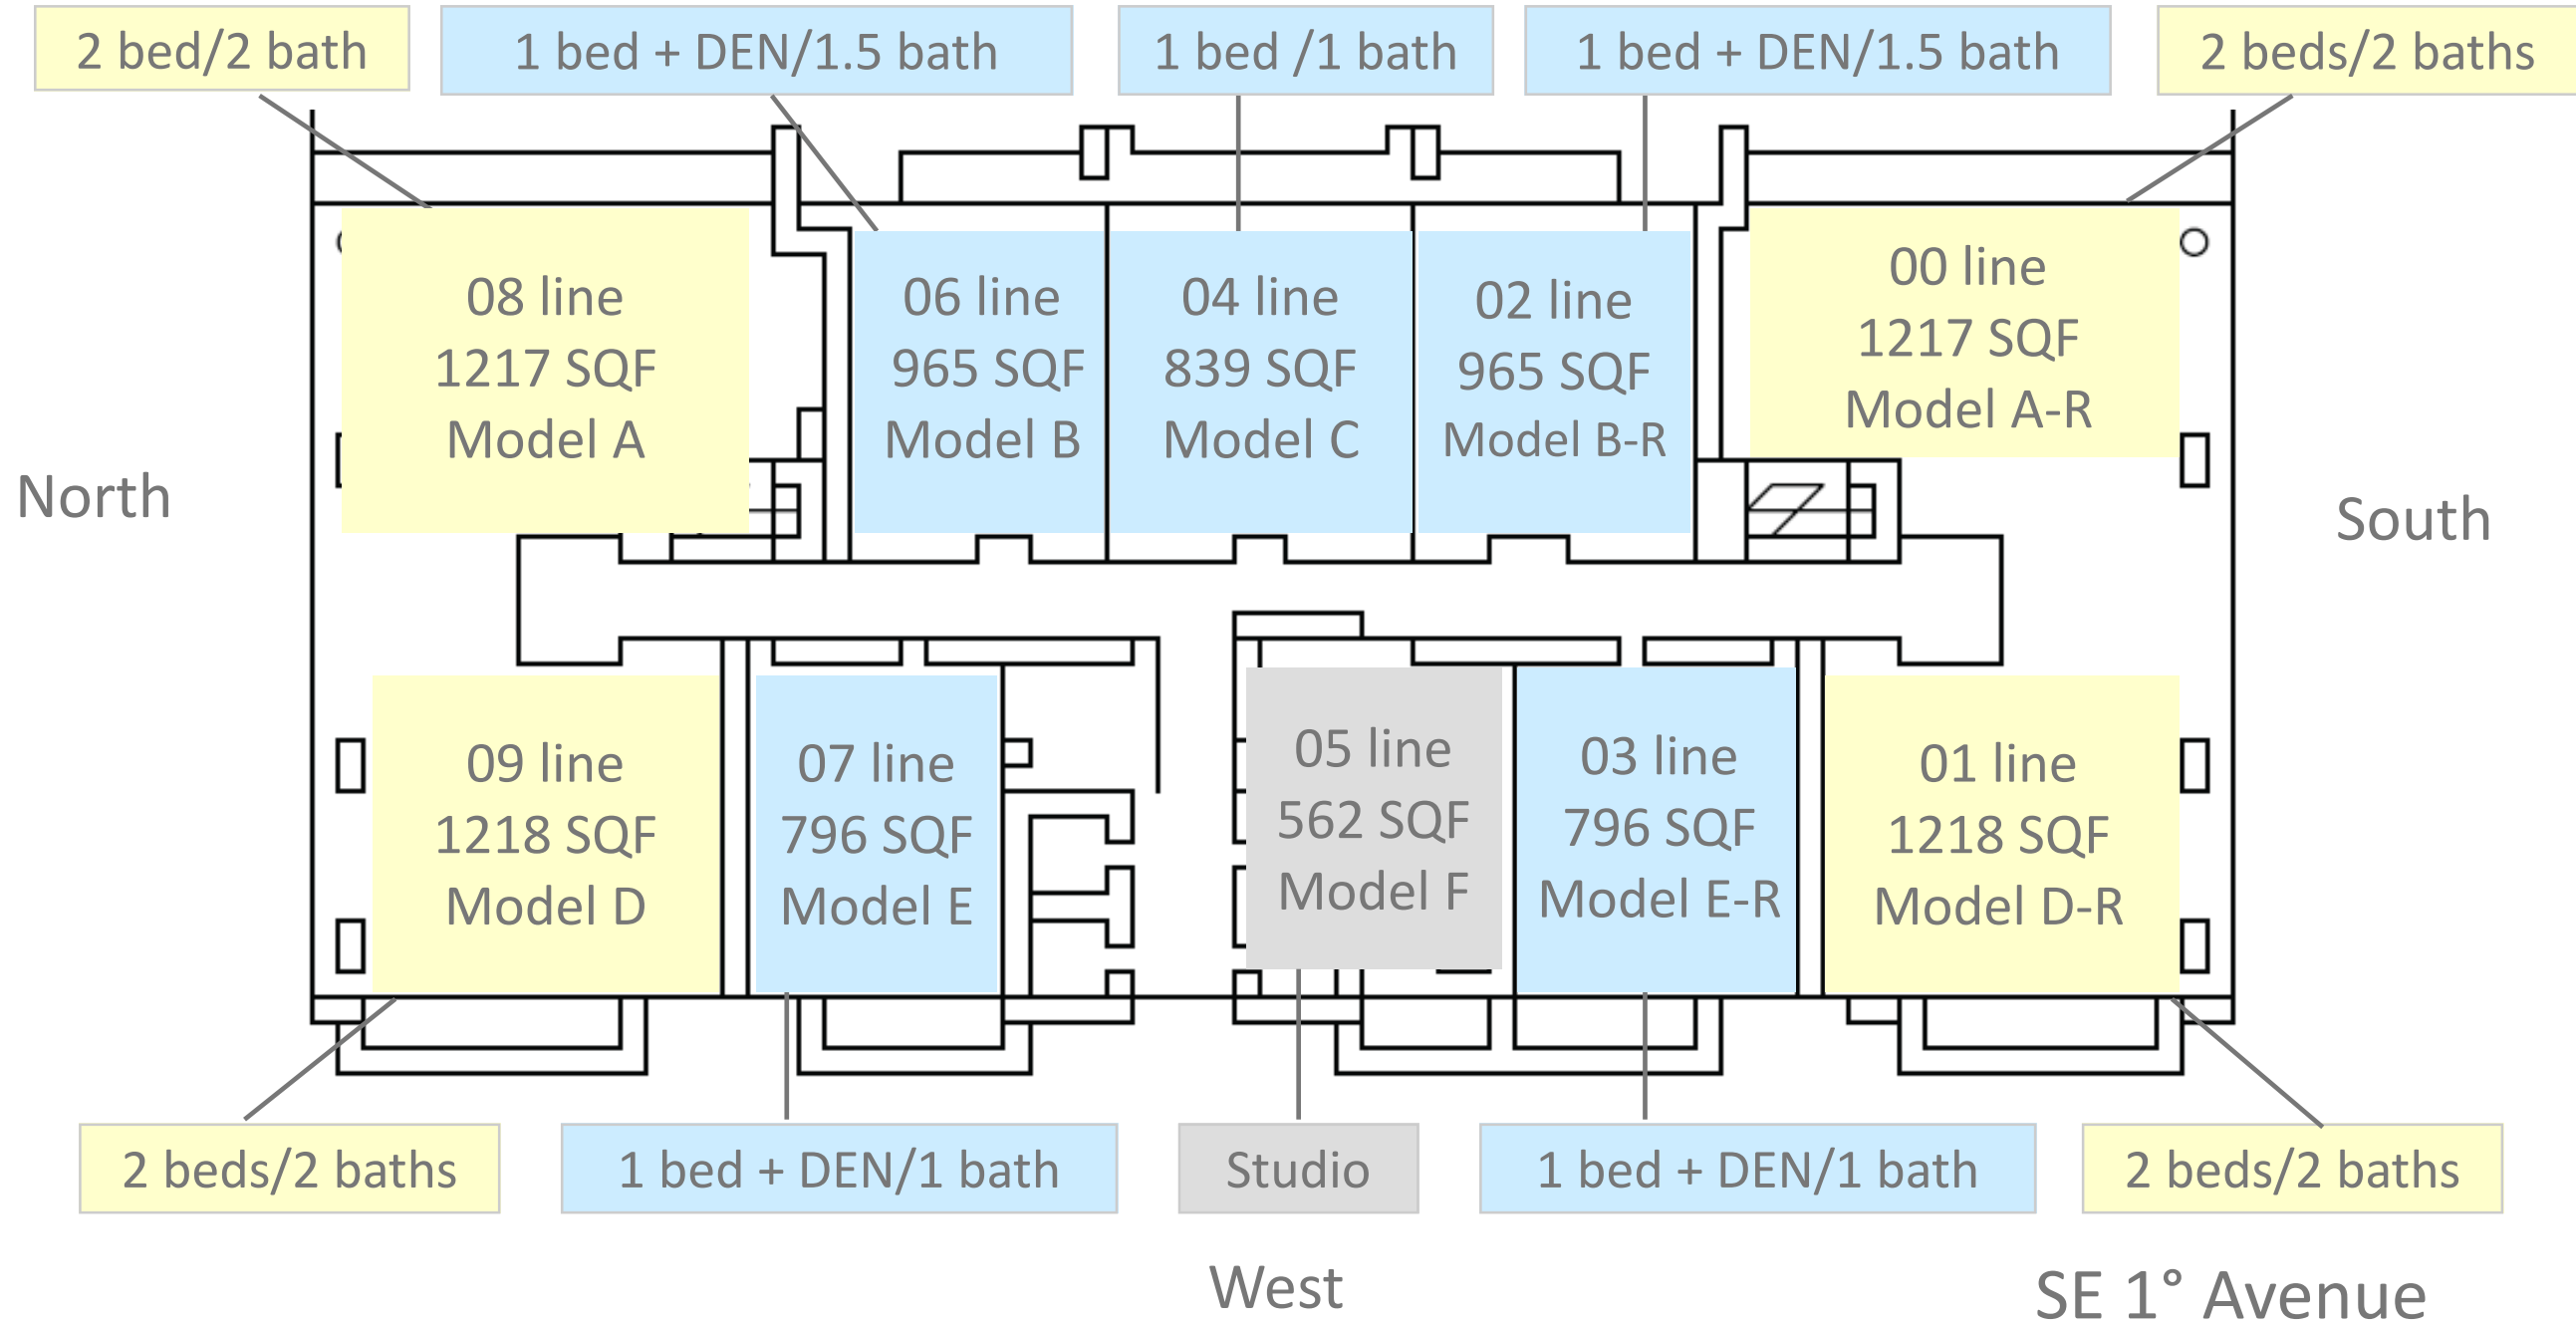 2 bed/2 bath
1 bed + DEN/1.5 bath
1 bed /1 bath
1 bed + DEN/1.5 bath
2 beds/2 baths
08 line
1217 SQF
Model A
06 line
965 SQF
Model B
04 line
839 SQF
Model C
02 line
965 SQF
Model B-R
00 line
1217 SQF
Model A-R
North
South
09 line
1218 SQF
Model D
07 line
796 SQF
Model E
05 line
562 SQF
Model F
03 line
796 SQF
Model E-R
01 line
1218 SQF
Model D-R
2 beds/2 baths
1 bed + DEN/1 bath
Studio
1 bed + DEN/1 bath
2 beds/2 baths
West
SE 1° Avenue